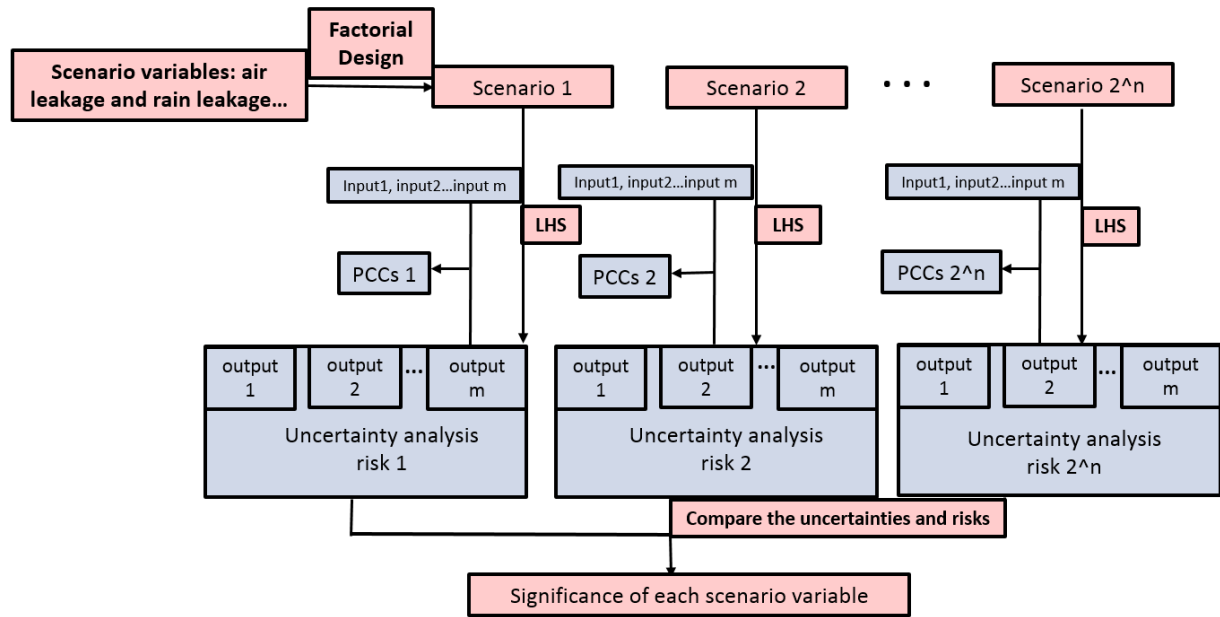 Factorial
Design
Scenario variables: air
leakage and rain leakage...
Scenario 1
Scenario 2
...
Scenario 2^n
Input1, input2...input m
Input1, input2...input m
Input1, input2...input m
LHS
LHS
LHS
PCCs 1
PCCs 2
PCCs 2^n
output
1
output
2
...
output
m
Uncertainty analysis
risk 1
output
1
output
2
...
output
m
Uncertainty analysis
risk 2
output
1
output
2
...
output
m
Uncertainty analysis
risk 2^n
Compare the uncertainties and risks
Significance of each scenario variable